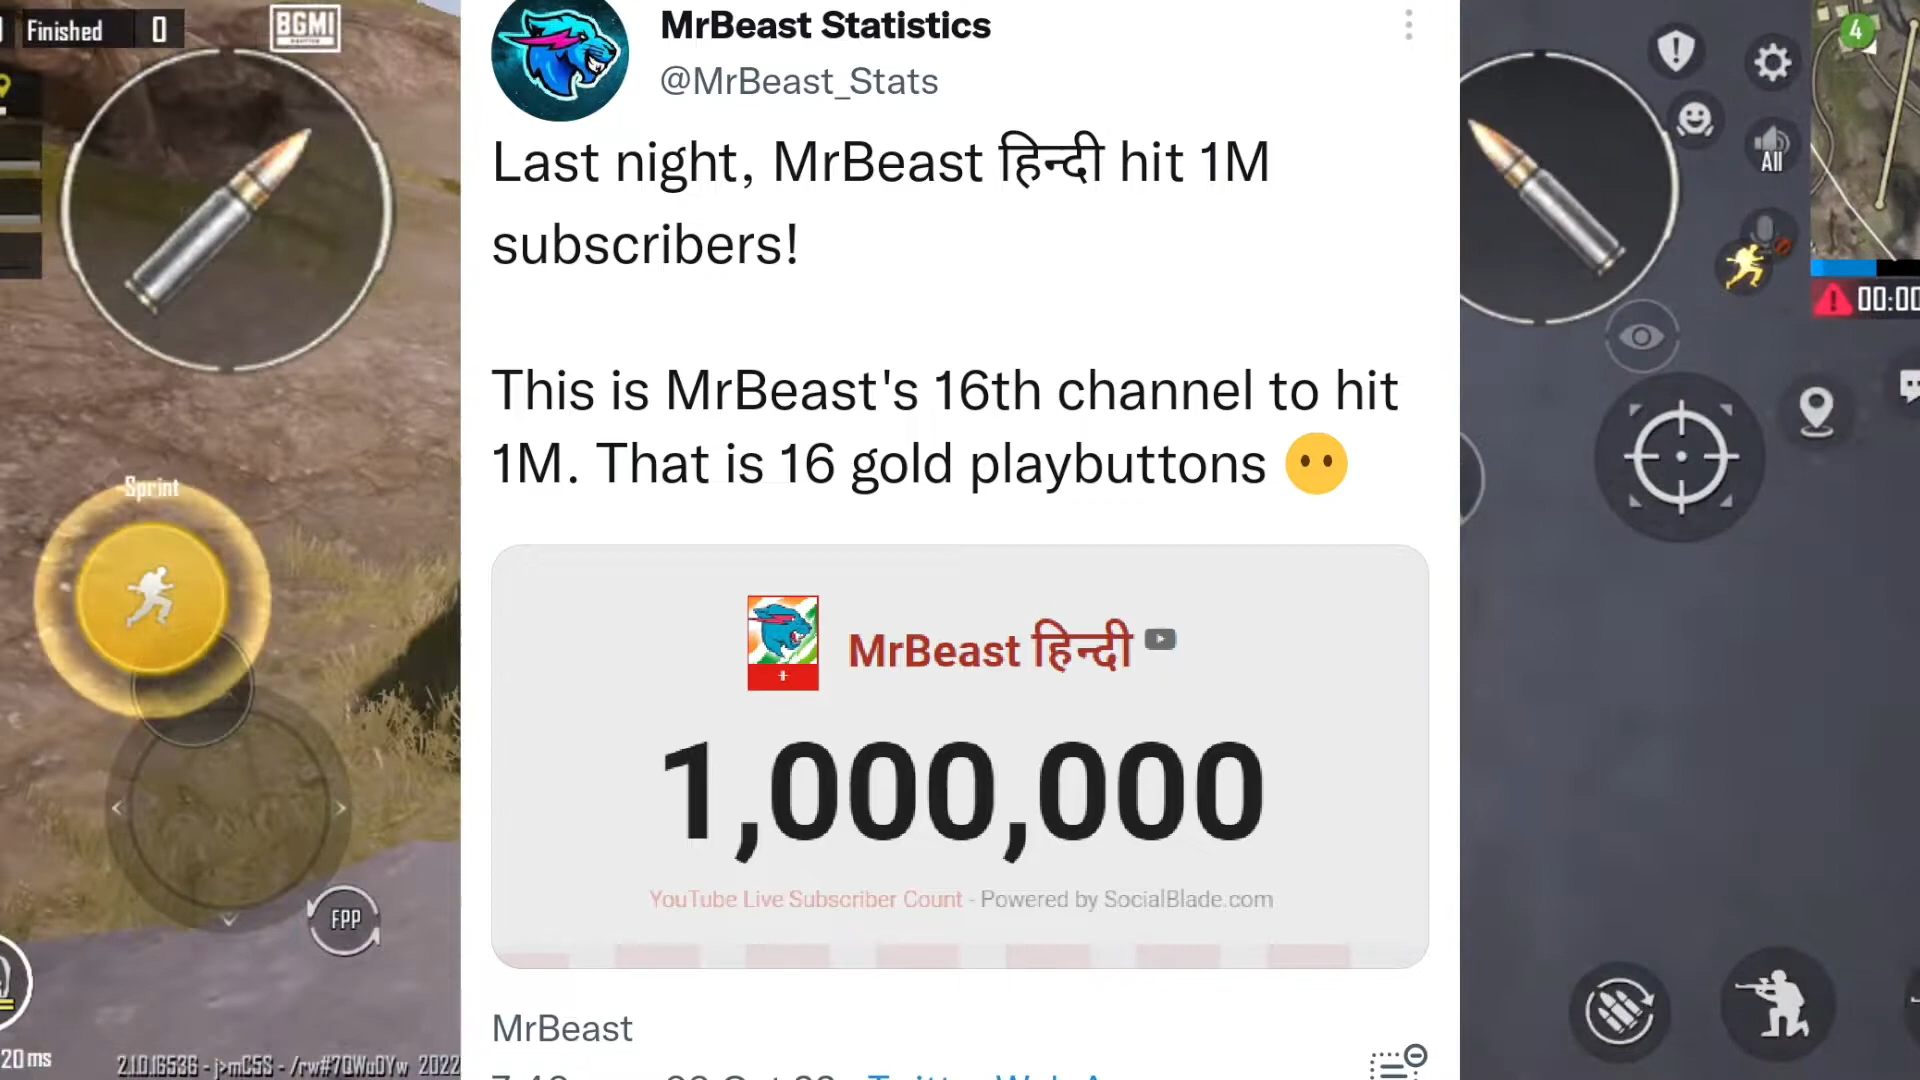 Finished 0
BGMI
MrBeast Statistics
@MrBeast_Stats
Last night, MrBeast हिन्दी hit 1M
subscribers!
This is MrBeast's 16th channel to hit
1M. That is 16 gold playbuttons 😶
MrBeast हिन्दी
1,000,000
YouTube Live Subscriber Count - Powered by SocialBlade.com
MrBeast
Sprint
FPP
20 ms
4
All
00:00